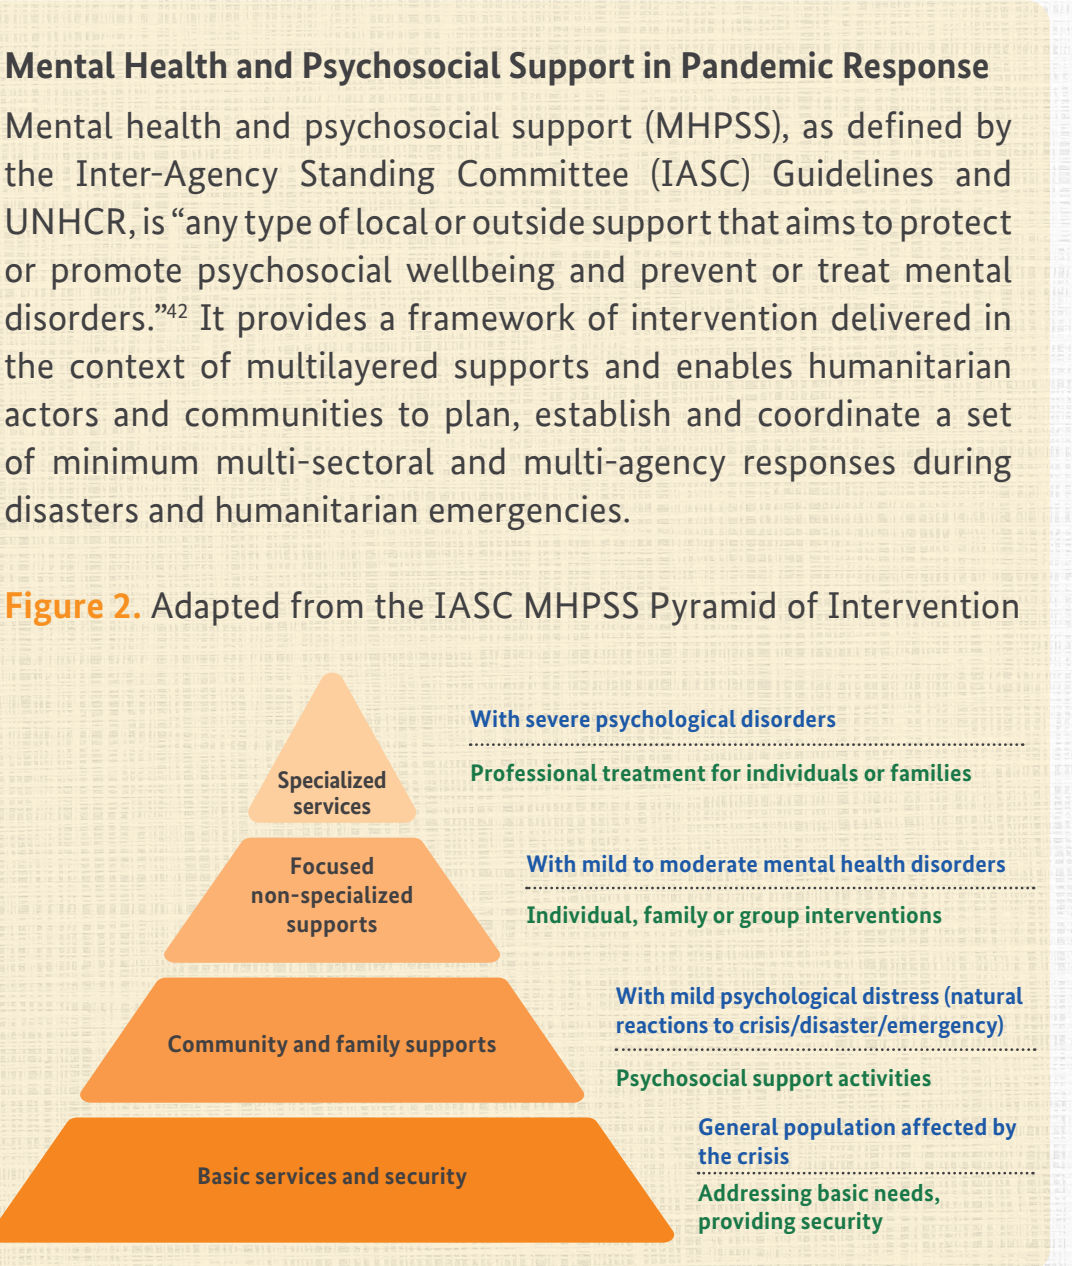 Mental Health and Psychosocial Support in Pandemic Response
Mental health and psychosocial support (MHPSS), as defined by
the Inter-Agency Standing Committee (IASC) Guidelines and
UNHCR, is “any type of local or outside support that aims to protect
or promote psychosocial wellbeing and prevent or treat mental
disorders.”42 It provides a framework of intervention delivered in
the context of multilayered supports and enables humanitarian
actors and communities to plan, establish and coordinate a set
of minimum multi-sectoral and multi-agency responses during
disasters and humanitarian emergencies.
Figure 2. Adapted from the IASC MHPSS Pyramid of Intervention
Specialized
services
With severe psychological disorders
Professional treatment for individuals or families
Focused
non-specialized
supports
With mild to moderate mental health disorders
Individual, family or group interventions
Community and family supports
With mild psychological distress (natural
reactions to crisis/disaster/emergency)
Psychosocial support activities
Basic services and security
General population affected by
the crisis
Addressing basic needs,
providing security